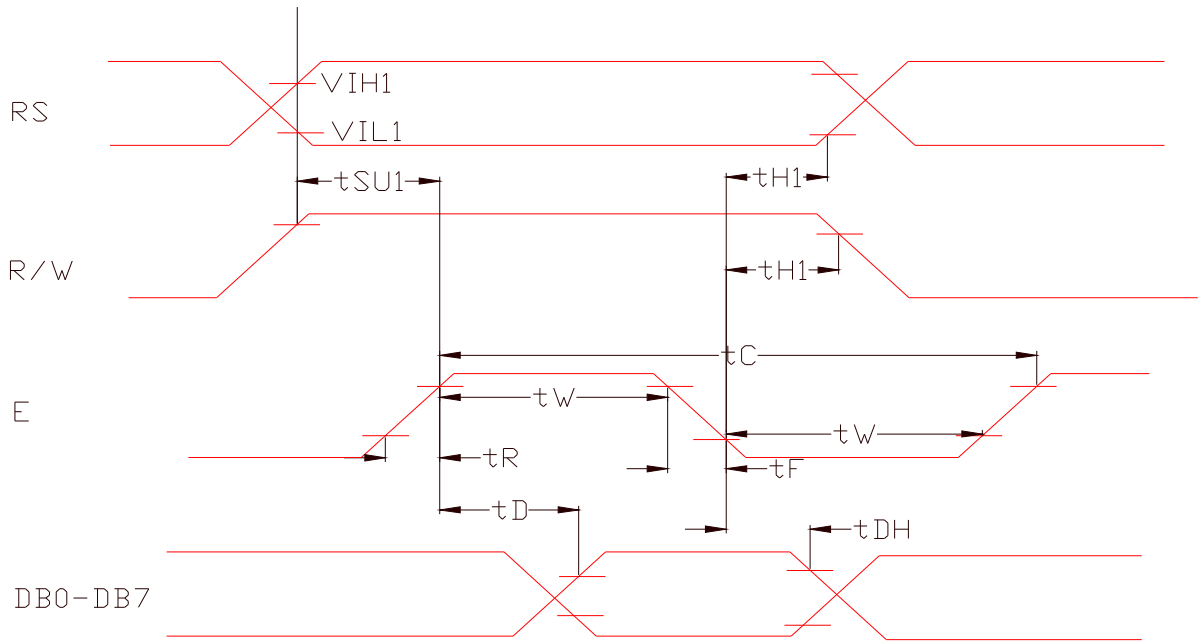 VIH1
RS
VIL1
tSU1
tH1
R/W
tH1
tC
E
tW
tW
tR
tF
tD
tDH
DB0-DB7